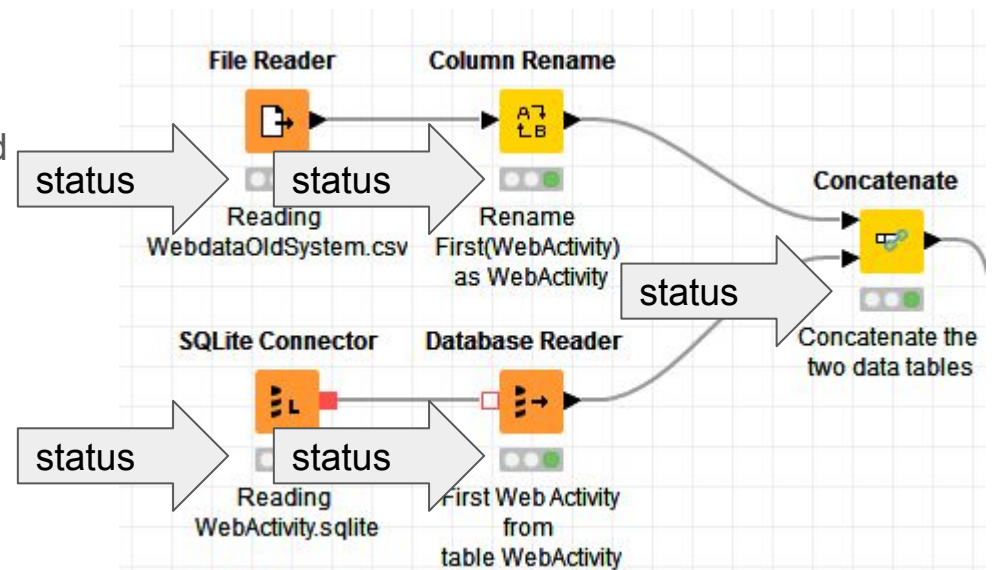 File Reader
Column Rename
d
status
status
Reading
WebdataOldSystem.csv
Rename
First(WebActivity)
as WebActivity
Concatenate
status
Concatenate the
two data tables
SQLite Connector
Database Reader
L
status
status
Reading
WebActivity.sqlite
First Web Activity
from
table WebActivity
A
B